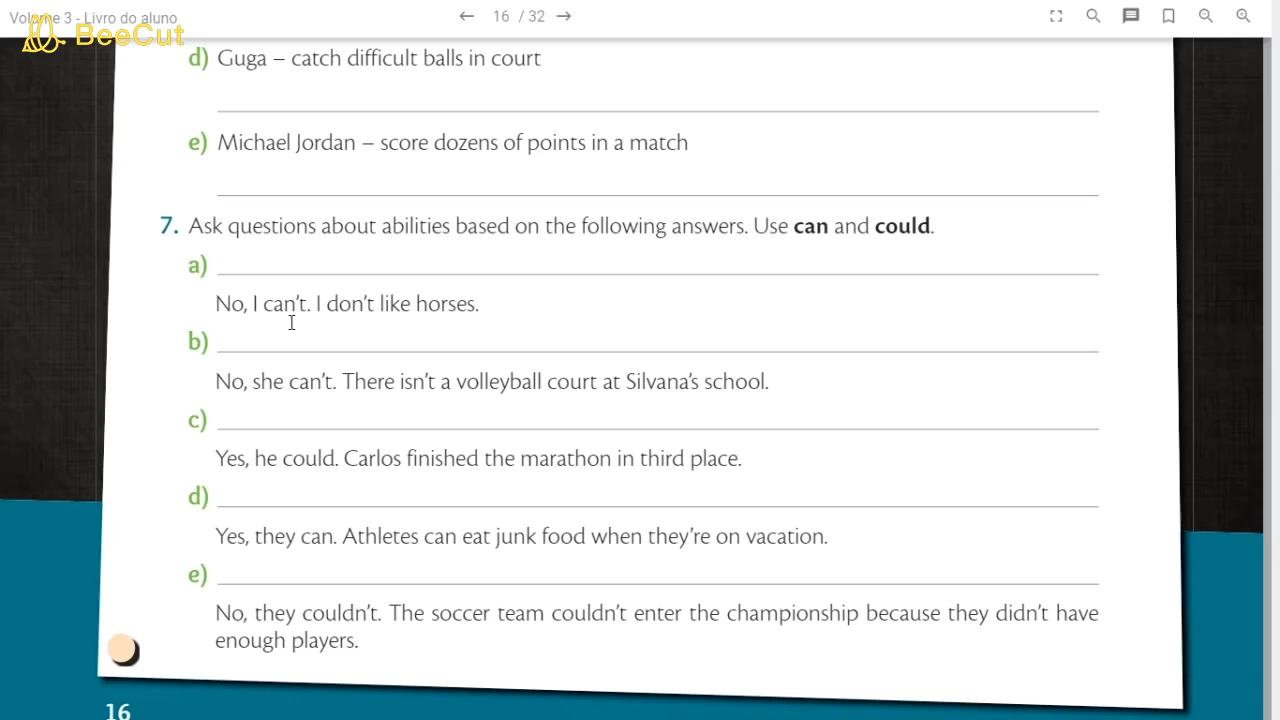 Volume 3 - Livro do aluno
16 / 32
BeeCut
d) Guga – catch difficult balls in court
e) Michael Jordan – score dozens of points in a match
7. Ask questions about abilities based on the following answers. Use can and could.
a)
No, I can't. I don't like horses.
b)
No, she can't. There isn't a volleyball court at Silvana's school.
c)
Yes, he could. Carlos finished the marathon in third place.
d)
Yes, they can. Athletes can eat junk food when they're on vacation.
e)
No, they couldn't. The soccer team couldn't enter the championship because they didn't have
enough players.
16